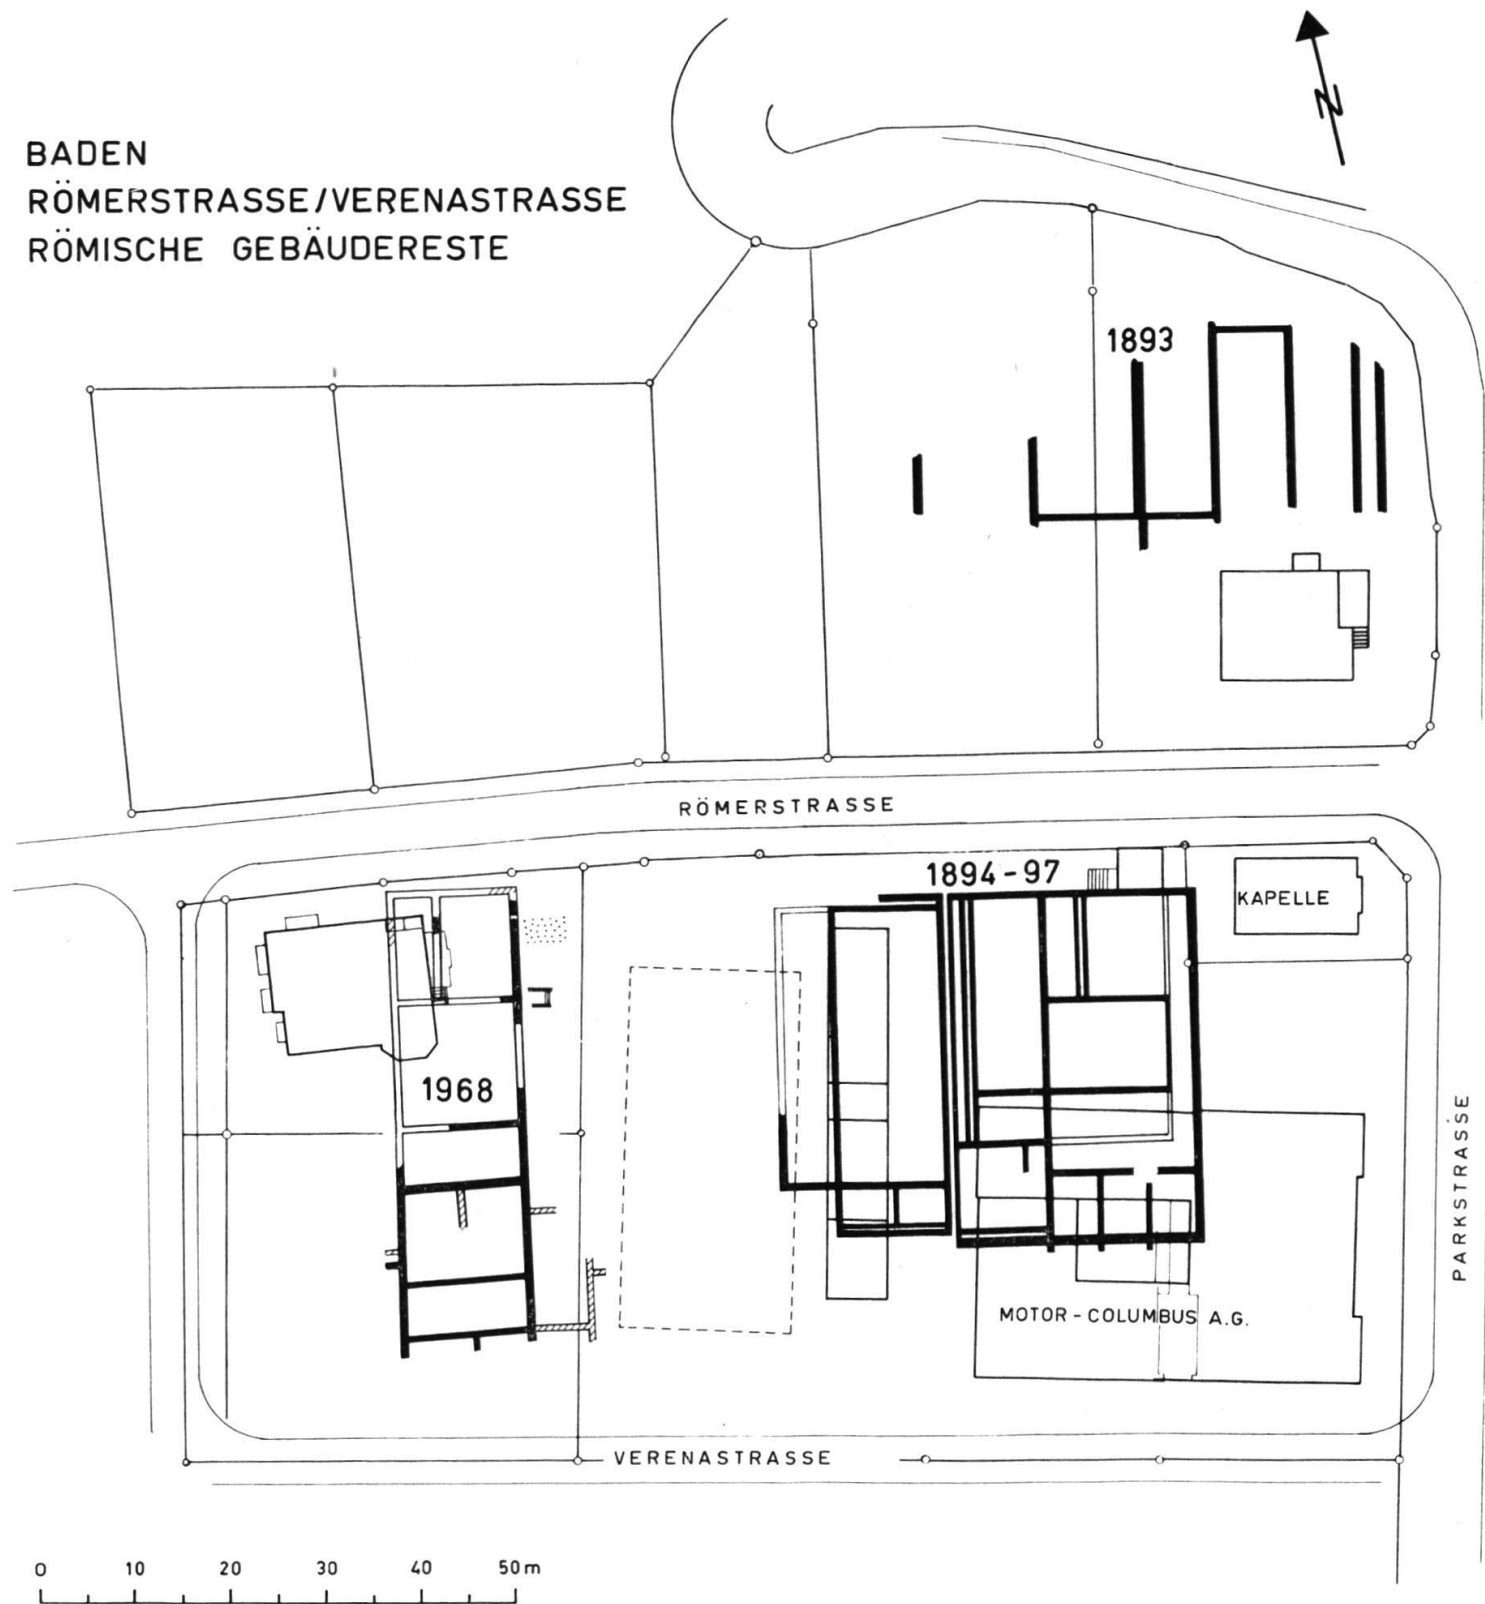 BADEN
RÖMERSTRASSE/VERENASTRASSE
RÖMISCHE GEBÄUDERESTE
N
1893
RÖMERSTRASSE
1894-97
KAPELLE
1968
PARKSTRASSE
MOTOR-COLUMBUS A.G.
VERENASTRASSE
0 10 20 30 40 50m